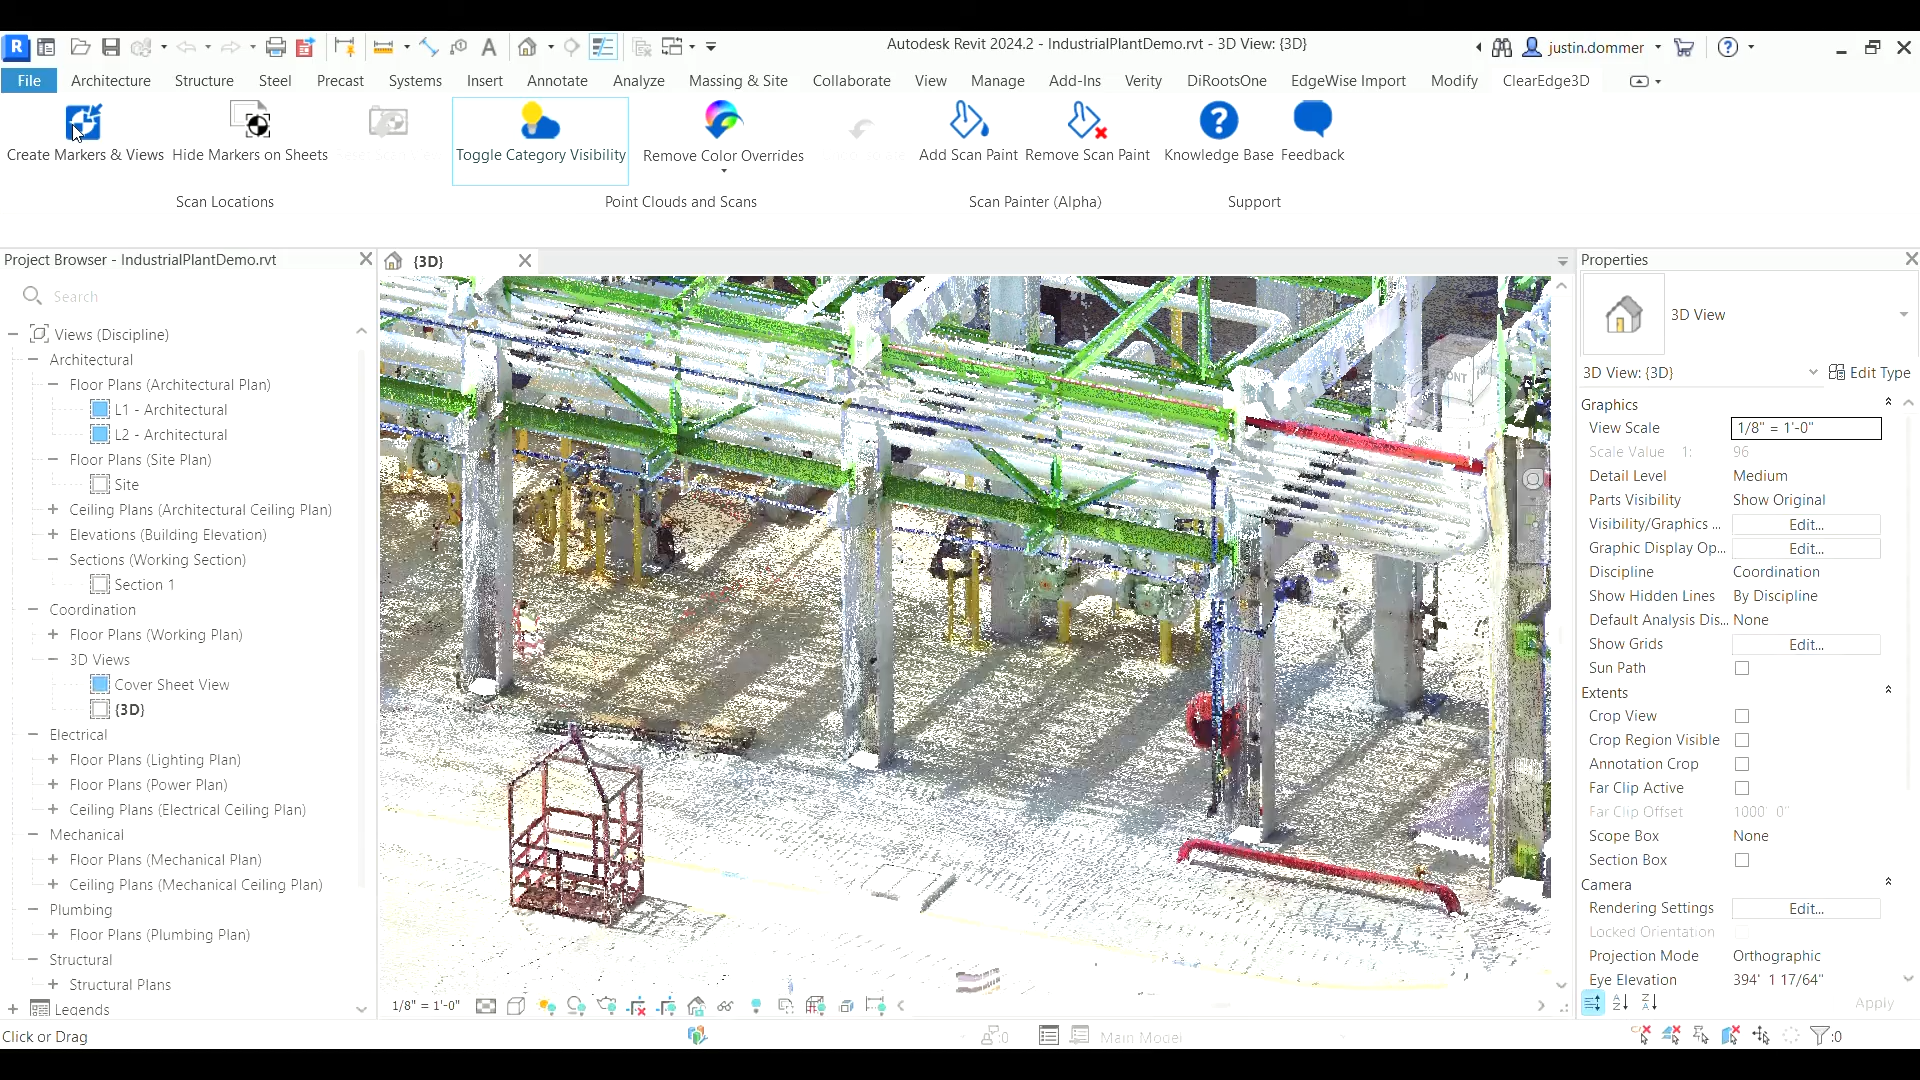 Autodesk Revit 2024.2 - IndustrialPlantDemo.rvt - 3D View: {3D}
justin.dommer
File Architecture Structure Steel Precast Systems Insert Annotate Analyze Massing & Site Collaborate View Manage Add-Ins Verity DiRootsOne EdgeWise Import Modify ClearEdge3D
Create Markers & Views Hide Markers on Sheets Toggle Category Visibility Remove Color Overrides Add Scan Paint Remove Scan Paint Knowledge Base Feedback
Scan Locations Point Clouds and Scans Scan Painter (Alpha) Support
Project Browser - IndustrialPlantDemo.rvt
Search
Views (Discipline)
Architectural
Floor Plans (Architectural Plan)
L1 - Architectural
L2 - Architectural
Floor Plans (Site Plan)
Site
Ceiling Plans (Architectural Ceiling Plan)
Elevations (Building Elevation)
Sections (Working Section)
Section 1
Coordination
Floor Plans (Working Plan)
3D Views
Cover Sheet View
{3D}
Electrical
Floor Plans (Lighting Plan)
Floor Plans (Power Plan)
Ceiling Plans (Electrical Ceiling Plan)
Mechanical
Floor Plans (Mechanical Plan)
Ceiling Plans (Mechanical Ceiling Plan)
Plumbing
Floor Plans (Plumbing Plan)
Structural
Structural Plans
Legends
{3D}
FRONT
1/8" = 1'-0"
Properties
3D View
3D View: {3D} Edit Type
Graphics
View Scale 1/8" = 1'-0"
Scale Value 1: 96
Detail Level Medium
Parts Visibility Show Original
Visibility/Graphics ... Edit...
Graphic Display Op... Edit...
Discipline Coordination
Show Hidden Lines By Discipline
Default Analysis Dis... None
Show Grids Edit...
Sun Path
Extents
Crop View
Crop Region Visible
Annotation Crop
Far Clip Active
Far Clip Offset 1000' 0"
Scope Box None
Section Box
Camera
Rendering Settings Edit...
Locked Orientation
Projection Mode Orthographic
Eye Elevation 394' 1 17/64"
Apply
Click or Drag :0 Main Model :0